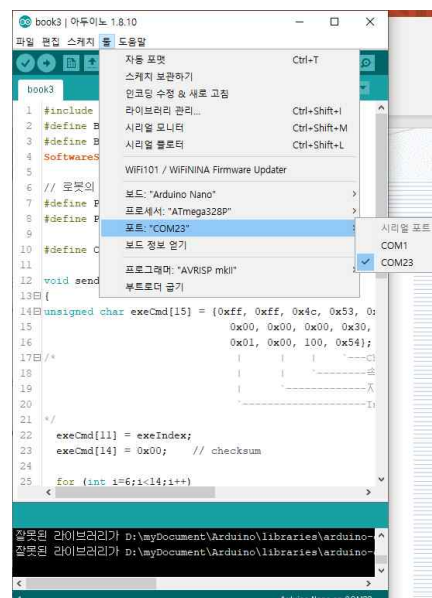 book3 | 아두이노 1.8.10
파일 편집 스케치 툴 도움말
자동 포맷 Ctrl+T
스케치 보관하기
인코딩 수정 & 새로 고침
라이브러리 관리... Ctrl+Shift+I
시리얼 모니터 Ctrl+Shift+M
시리얼 플로터 Ctrl+Shift+L
WiFi101 / WiFiNINA Firmware Updater
보드: "Arduino Nano"
프로세서: "ATmega328P"
포트: "COM23"
보드 정보 얻기
프로그래머: "AVRISP mkII"
부트로더 굽기
시리얼 포트
COM1
COM23
book3
1 #include
2 #define B
3 #define B
4 SoftwareS
5
6 // 로봇의
7 #define P
8 #define P
9
10 #define C
11
12 void send
13 {
14 unsigned char exeCmd[15] = {0xff, 0xff, 0x4c, 0x53, 0
15 0x00, 0x00, 0x00, 0x30,
16 0x01, 0x00, 100, 0x54};
17 /*
18
19
20
21 */
22 exeCmd[11] = exeIndex;
23 exeCmd[14] = 0x00; // checksum
24
25 for (int i=6;i<14;i++)
잘못된 라이브러리가 D:\myDocument\Arduino\libraries\arduino-
잘못된 라이브러리가 D:\myDocument\Arduino\libraries\arduino-